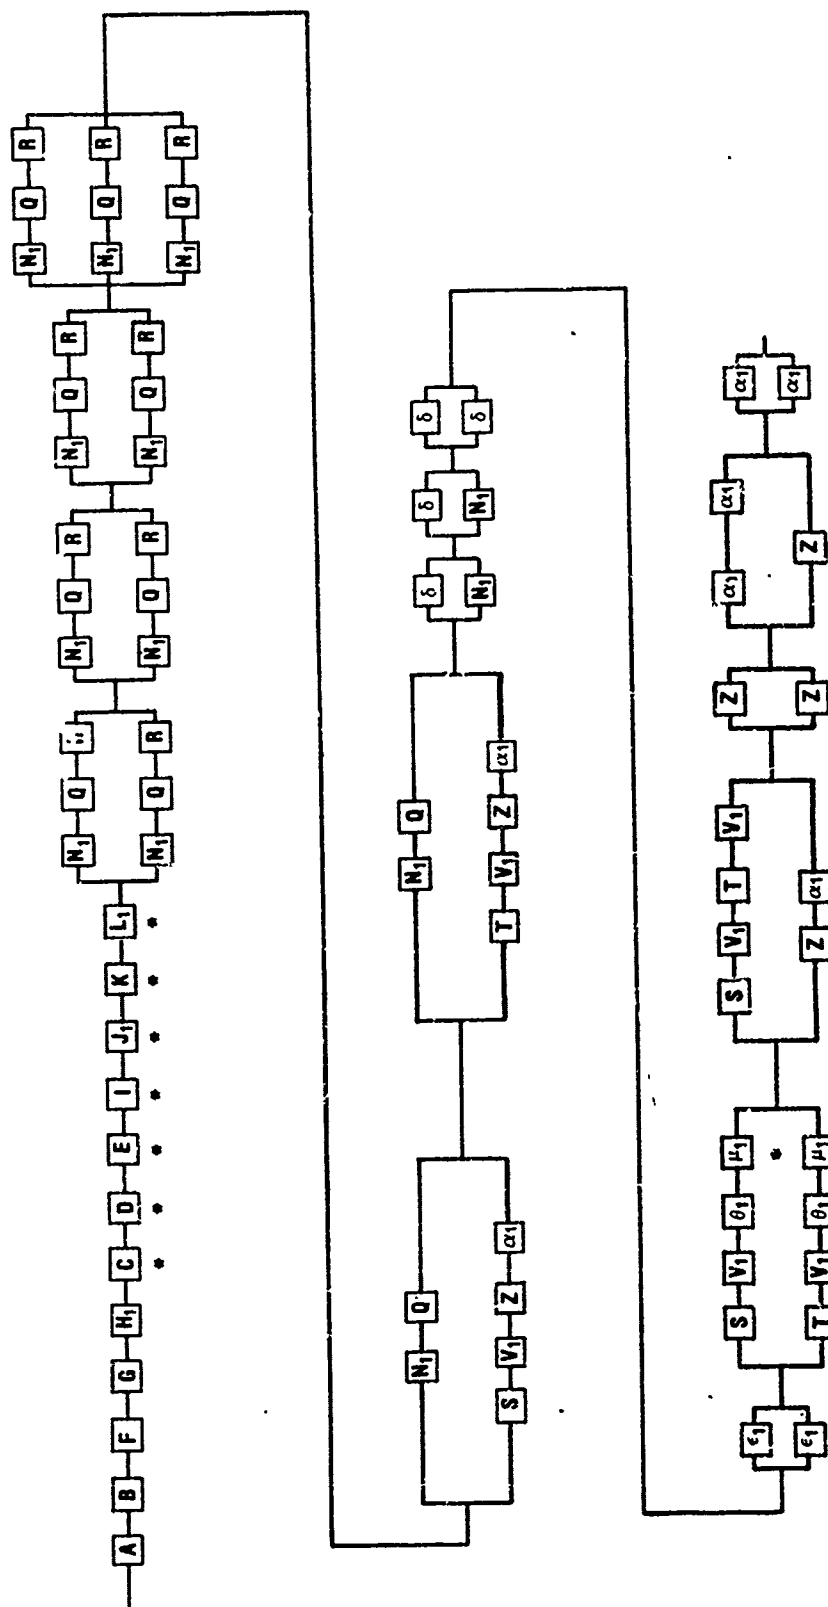 A B F G H₁ C D E I J₁ K L₁
* * * * * * *
N₁ Q
N₁ Q R
N₁ Q R
N₁ Q R
N₁ Q R
N₁ Q R
N₁ Q R
N₁ Q R
N₁ Q R
N₁ Q
S V₁ Z α₁
N₁ Q
T V₁ Z α₁
δ
N₁
δ
N₁
δ
δ
ε₁
ε₁
S V₁ θ₁ μ₁
*
T V₁ θ₁ μ₁
S V₁ T V₁
Z α₁
Z
Z
α₁ α₁
Z
α₁
α₁